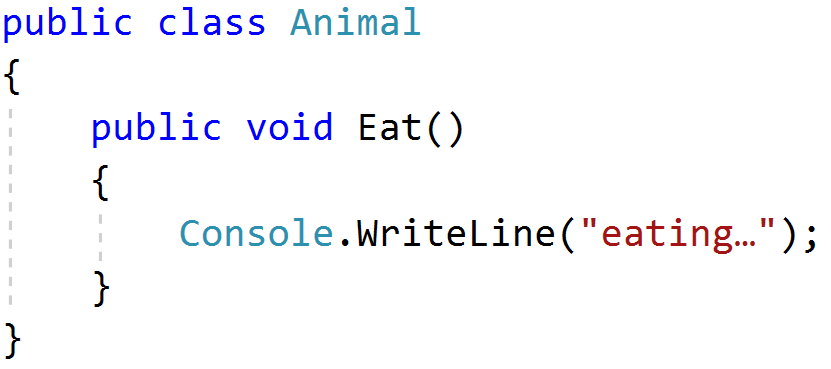 public class Animal
{
    public void Eat()
    {
        Console.WriteLine("eating…");
    }
}